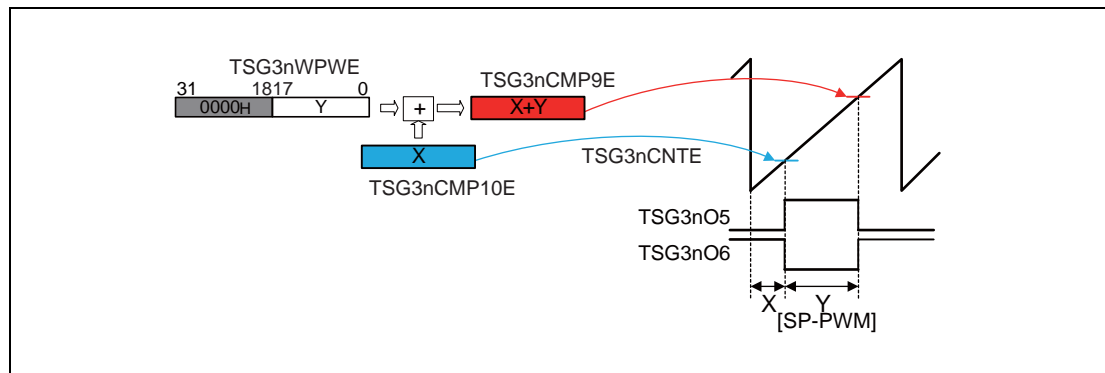 TSG3nWPWE
31 1817 0
0000H Y
+
TSG3nCMP9E
X+Y
X
TSG3nCMP10E
TSG3nCNTE
TSG3nO5
TSG3nO6
X Y
[SP-PWM]